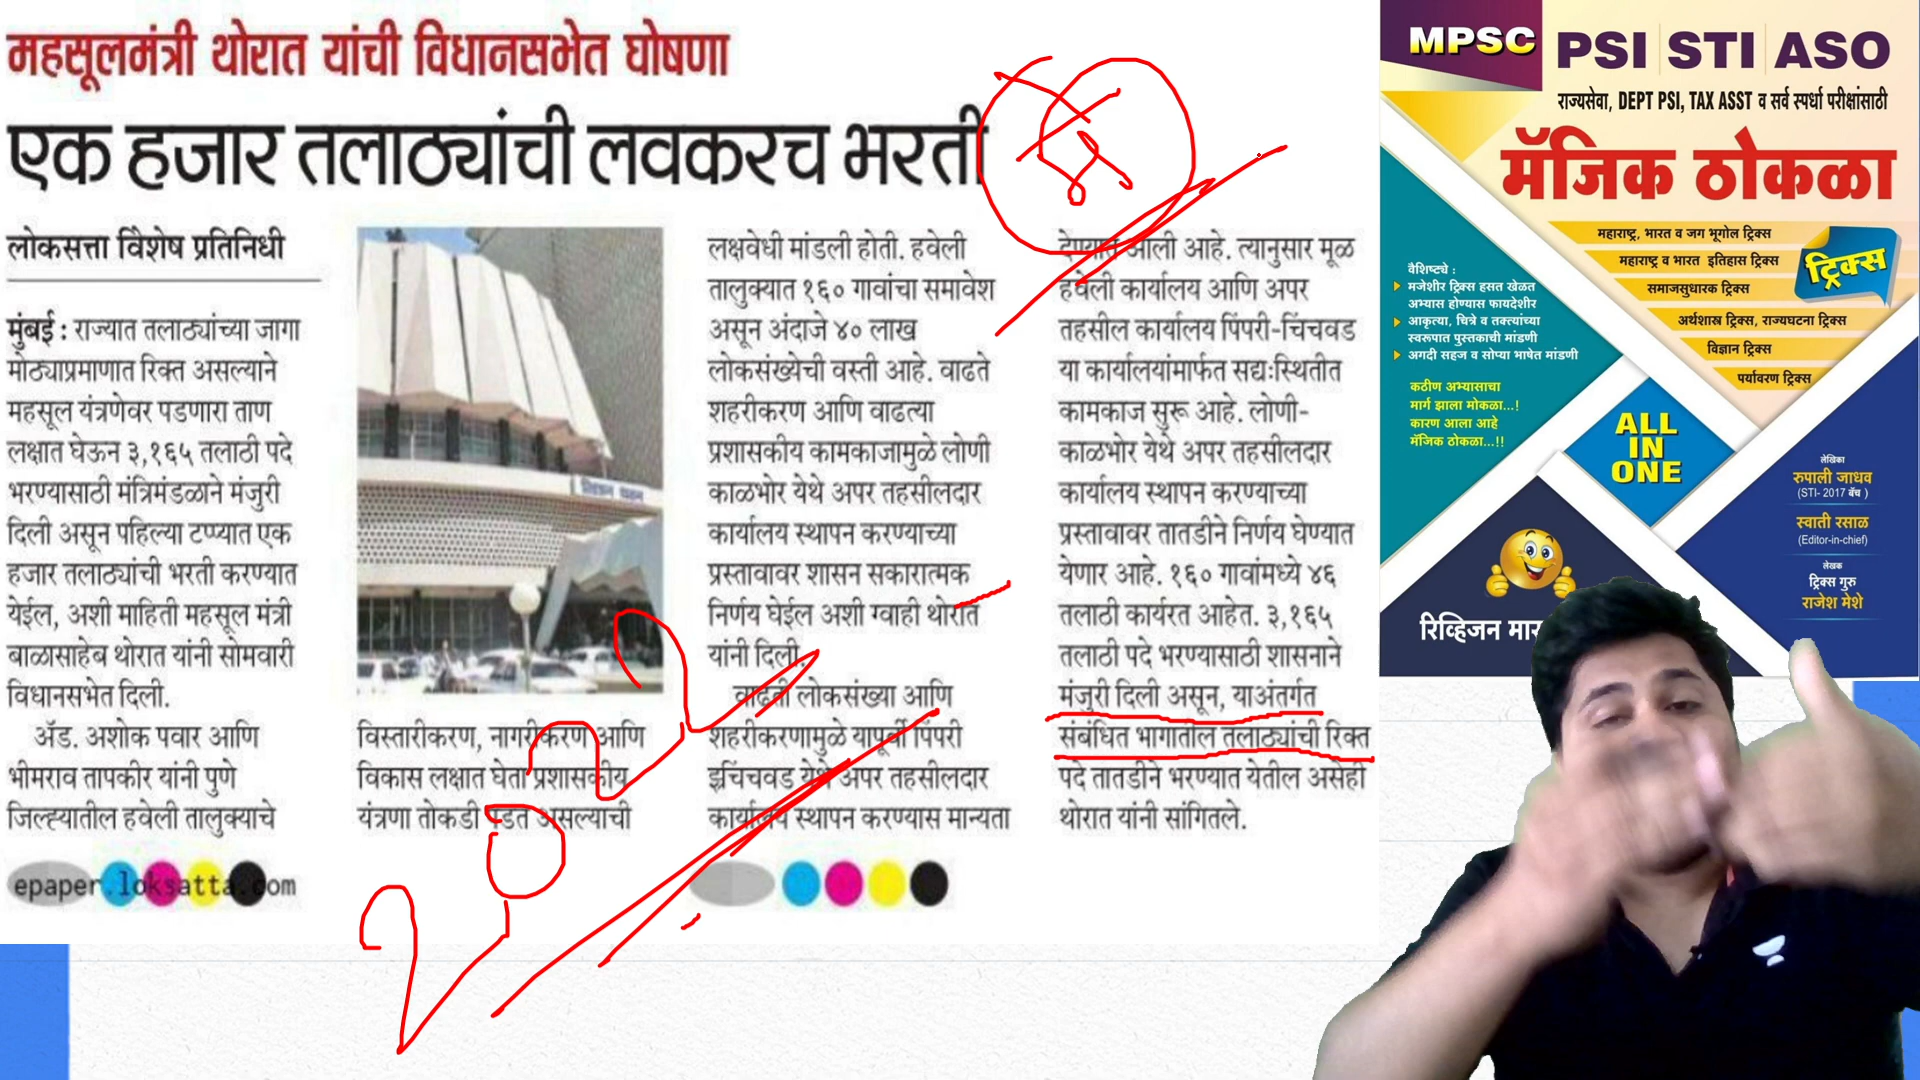 महसूलमंत्री थोरात यांची विधानसभेत घोषणा
एक हजार तलाठ्यांची लवकरच भरती
लोकसत्ता विशेष प्रतिनिधी
मुंबई : राज्यात तलाठ्यांच्या जागा
मोठ्याप्रमाणात रिक्त असल्याने
महसूल यंत्रणेवर पडणारा ताण
लक्षात घेऊन ३,१६५ तलाठी पदे
भरण्यासाठी मंत्रिमंडळाने मंजुरी
दिली असून पहिल्या टप्प्यात एक
हजार तलाठ्यांची भरती करण्यात
येईल, अशी माहिती महसूल मंत्री
बाळासाहेब थोरात यांनी सोमवारी
विधानसभेत दिली.
ॲड. अशोक पवार आणि
भीमराव तापकीर यांनी पुणे
जिल्ह्यातील हवेली तालुक्याचे
विस्तारीकरण, नागरीकरण आणि
विकास लक्षात घेता प्रशासकीय
यंत्रणा तोकडी पडत असल्याची
लक्षवेधी मांडली होती. हवेली
तालुक्यात १६० गावांचा समावेश
असून अंदाजे ४० लाख
लोकसंख्येची वस्ती आहे. वाढते
शहरीकरण आणि वाढत्या
प्रशासकीय कामकाजामुळे लोणी
काळभोर येथे अपर तहसीलदार
कार्यालय स्थापन करण्याच्या
प्रस्तावावर शासन सकारात्मक
निर्णय घेईल अशी ग्वाही थोरात
यांनी दिली.
वाढती लोकसंख्या आणि
शहरीकरणामुळे यापूर्वी पिंपरी
इ्रचिंचवड येथे अपर तहसीलदार
कार्यालय स्थापन करण्यास मान्यता
देण्यात आली आहे. त्यानुसार मूळ
हवेली कार्यालय आणि अपर
तहसील कार्यालय पिंपरी-चिंचवड
या कार्यालयांमार्फत सद्यःस्थितीत
कामकाज सुरू आहे. लोणी-
काळभोर येथे अपर तहसीलदार
कार्यालय स्थापन करण्याच्या
प्रस्तावावर तातडीने निर्णय घेण्यात
येणार आहे. १६० गावांमध्ये ४६
तलाठी कार्यरत आहेत. ३,१६५
तलाठी पदे भरण्यासाठी शासनाने
मंजुरी दिली असून, याअंतर्गत
संबंधित भागातील तलाठ्यांची रिक्त
पदे तातडीने भरण्यात येतील असेही
थोरात यांनी सांगितले.
epaper.loksatta.com
2022
MPSC PSI STI ASO
राज्यसेवा, DEPT PSI, TAX ASST व सर्व स्पर्धा परीक्षांसाठी
मॅजिक ठोकळा
महाराष्ट्र, भारत व जग भूगोल ट्रिक्स
महाराष्ट्र व भारत इतिहास ट्रिक्स
समाजसुधारक ट्रिक्स
अर्थशास्त्र ट्रिक्स, राज्यघटना ट्रिक्स
विज्ञान ट्रिक्स
पर्यावरण ट्रिक्स
ट्रिक्स
वैशिष्ट्ये :
मजेशीर ट्रिक्स हसत खेळत
अभ्यास होण्यास फायदेशीर
आकृत्या, चित्रे व तक्त्यांच्या
स्वरूपात पुस्तकाची मांडणी
अगदी सहज व सोप्या भाषेत मांडणी
कठीण अभ्यासाचा
मार्ग झाला मोकळा...!
कारण आला आहे
मॅजिक ठोकळा...!!
ALL
IN
ONE
लेखिका
रुपाली जाधव
(STI- 2017 बॅच )
स्वाती रसाळ
(Editor-in-chief)
लेखक
ट्रिक्स गुरु
राजेश मेशे
रिव्हिजन